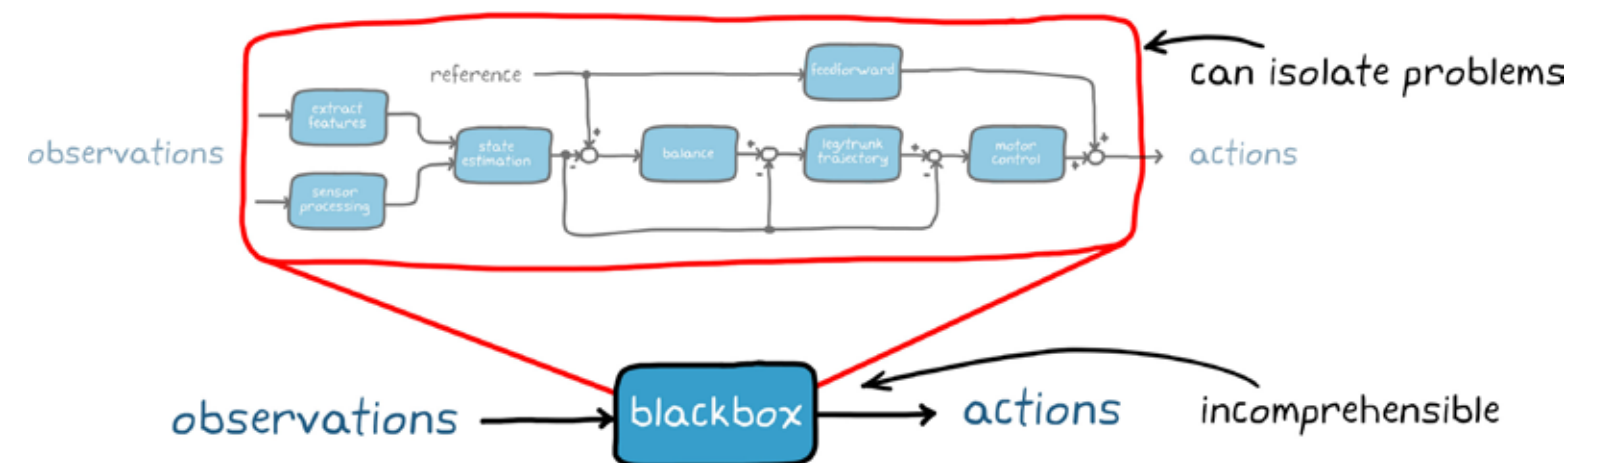 reference
feedforward
can isolate problems
extract
features
observations
state
estimation
balance
leg/trunk
trajectory
motor
control
actions
sensor
processing
+
-
+
-
+
-
+
+
observations
blackbox
actions
incomprehensible